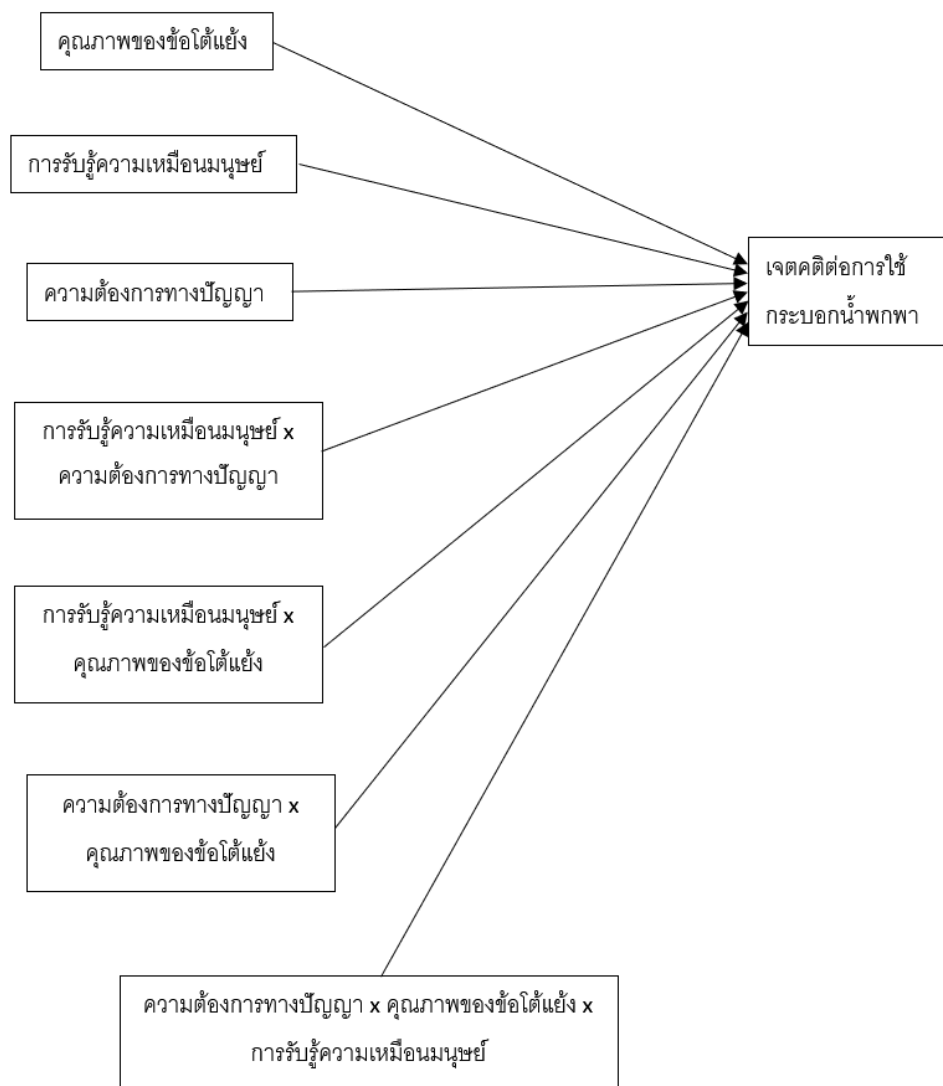 คุณภาพของข้อโต้แย้ง
การรับรู้ความเหมือนมนุษย์
ความต้องการทางปัญญา
เจตคติต่อการใช้
กระบอกน้ำพกพา
การรับรู้ความเหมือนมนุษย์ x
ความต้องการทางปัญญา
การรับรู้ความเหมือนมนุษย์ x
คุณภาพของข้อโต้แย้ง
ความต้องการทางปัญญา x
คุณภาพของข้อโต้แย้ง
ความต้องการทางปัญญา x คุณภาพของข้อโต้แย้ง x
การรับรู้ความเหมือนมนุษย์